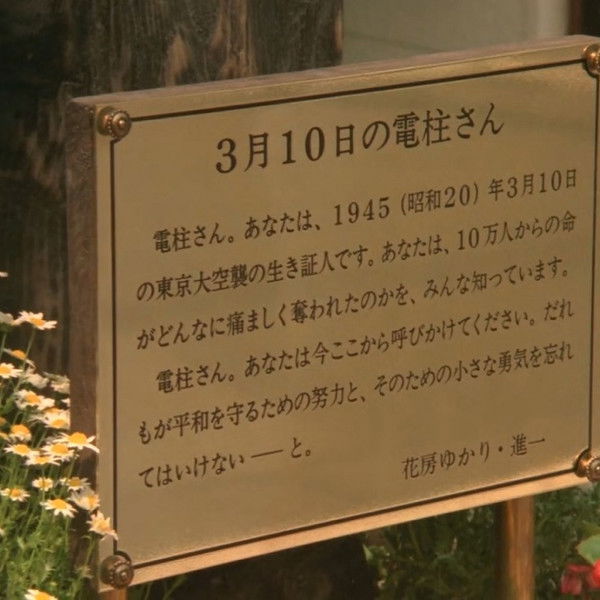 3月10日の電柱さん
電柱さん。あなたは、1945（昭和20）年3月10日
の東京大空襲の生き証人です。あなたは、10万人からの命
がどんなに痛ましく奪われたのかを、みんな知っています。
電柱さん。あなたは今ここから呼びかけてください。だれ
もが平和を守るための努力と、そのための小さな勇気を忘れ
てはいけない──と。
花房ゆかり・進一